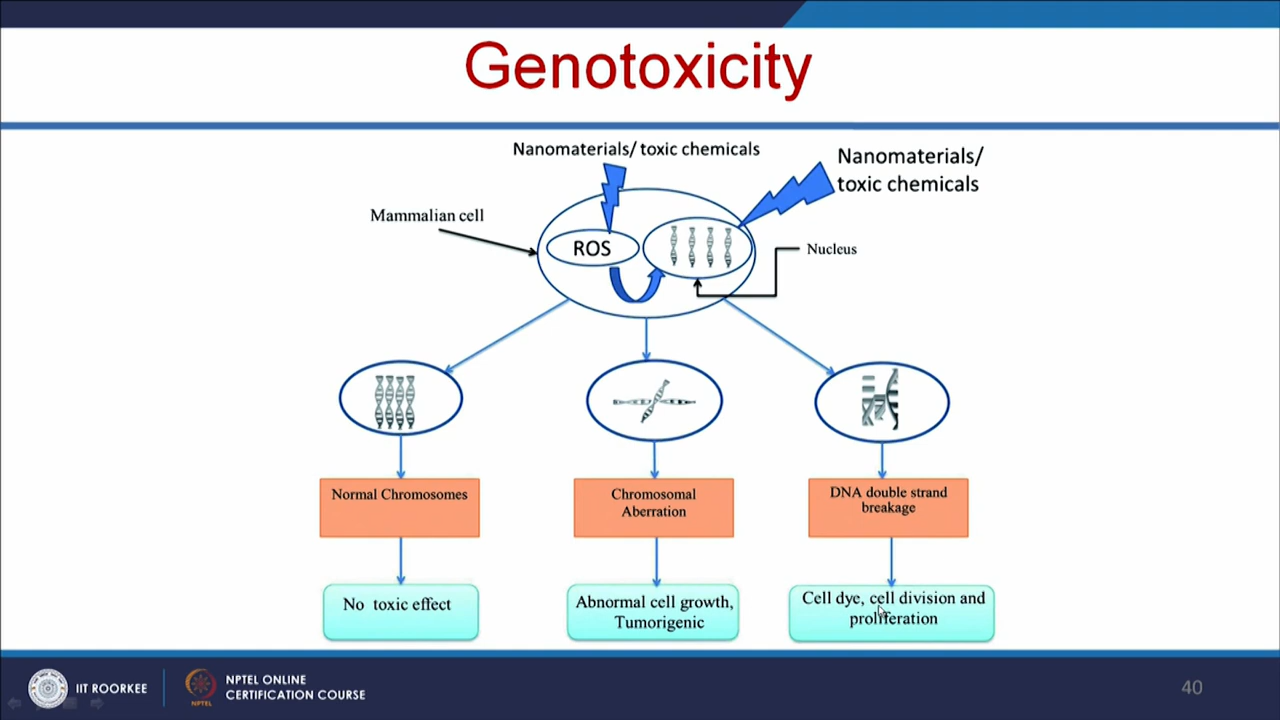 Genotoxicity
Nanomaterials/ toxic chemicals
Nanomaterials/
toxic chemicals
Mammalian cell
ROS
Nucleus
Normal Chromosomes
Chromosomal
Aberration
DNA double strand
breakage
No toxic effect
Abnormal cell growth,
Tumorigenic
Cell dye, cell division and
proliferation
IIT ROORKEE
NPTEL
NPTEL ONLINE
CERTIFICATION COURSE
40